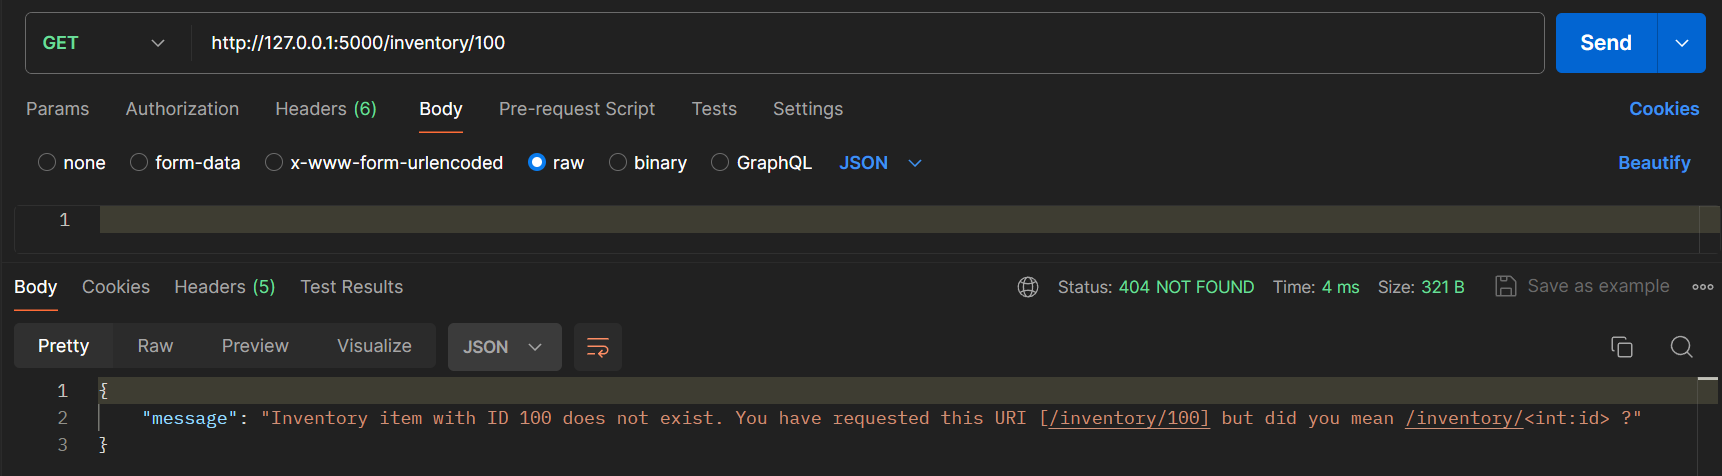 GET http://127.0.0.1:5000/inventory/100 Send
Params Authorization Headers (6) Body Pre-request Script Tests Settings Cookies
none form-data x-www-form-urlencoded raw binary GraphQL JSON Beautify
1
Body Cookies Headers (5) Test Results Status: 404 NOT FOUND Time: 4 ms Size: 321 B Save as example
Pretty Raw Preview Visualize JSON
1 {
2 "message": "Inventory item with ID 100 does not exist. You have requested this URI [/inventory/100] but did you mean /inventory/<int:id> ?"
3 }